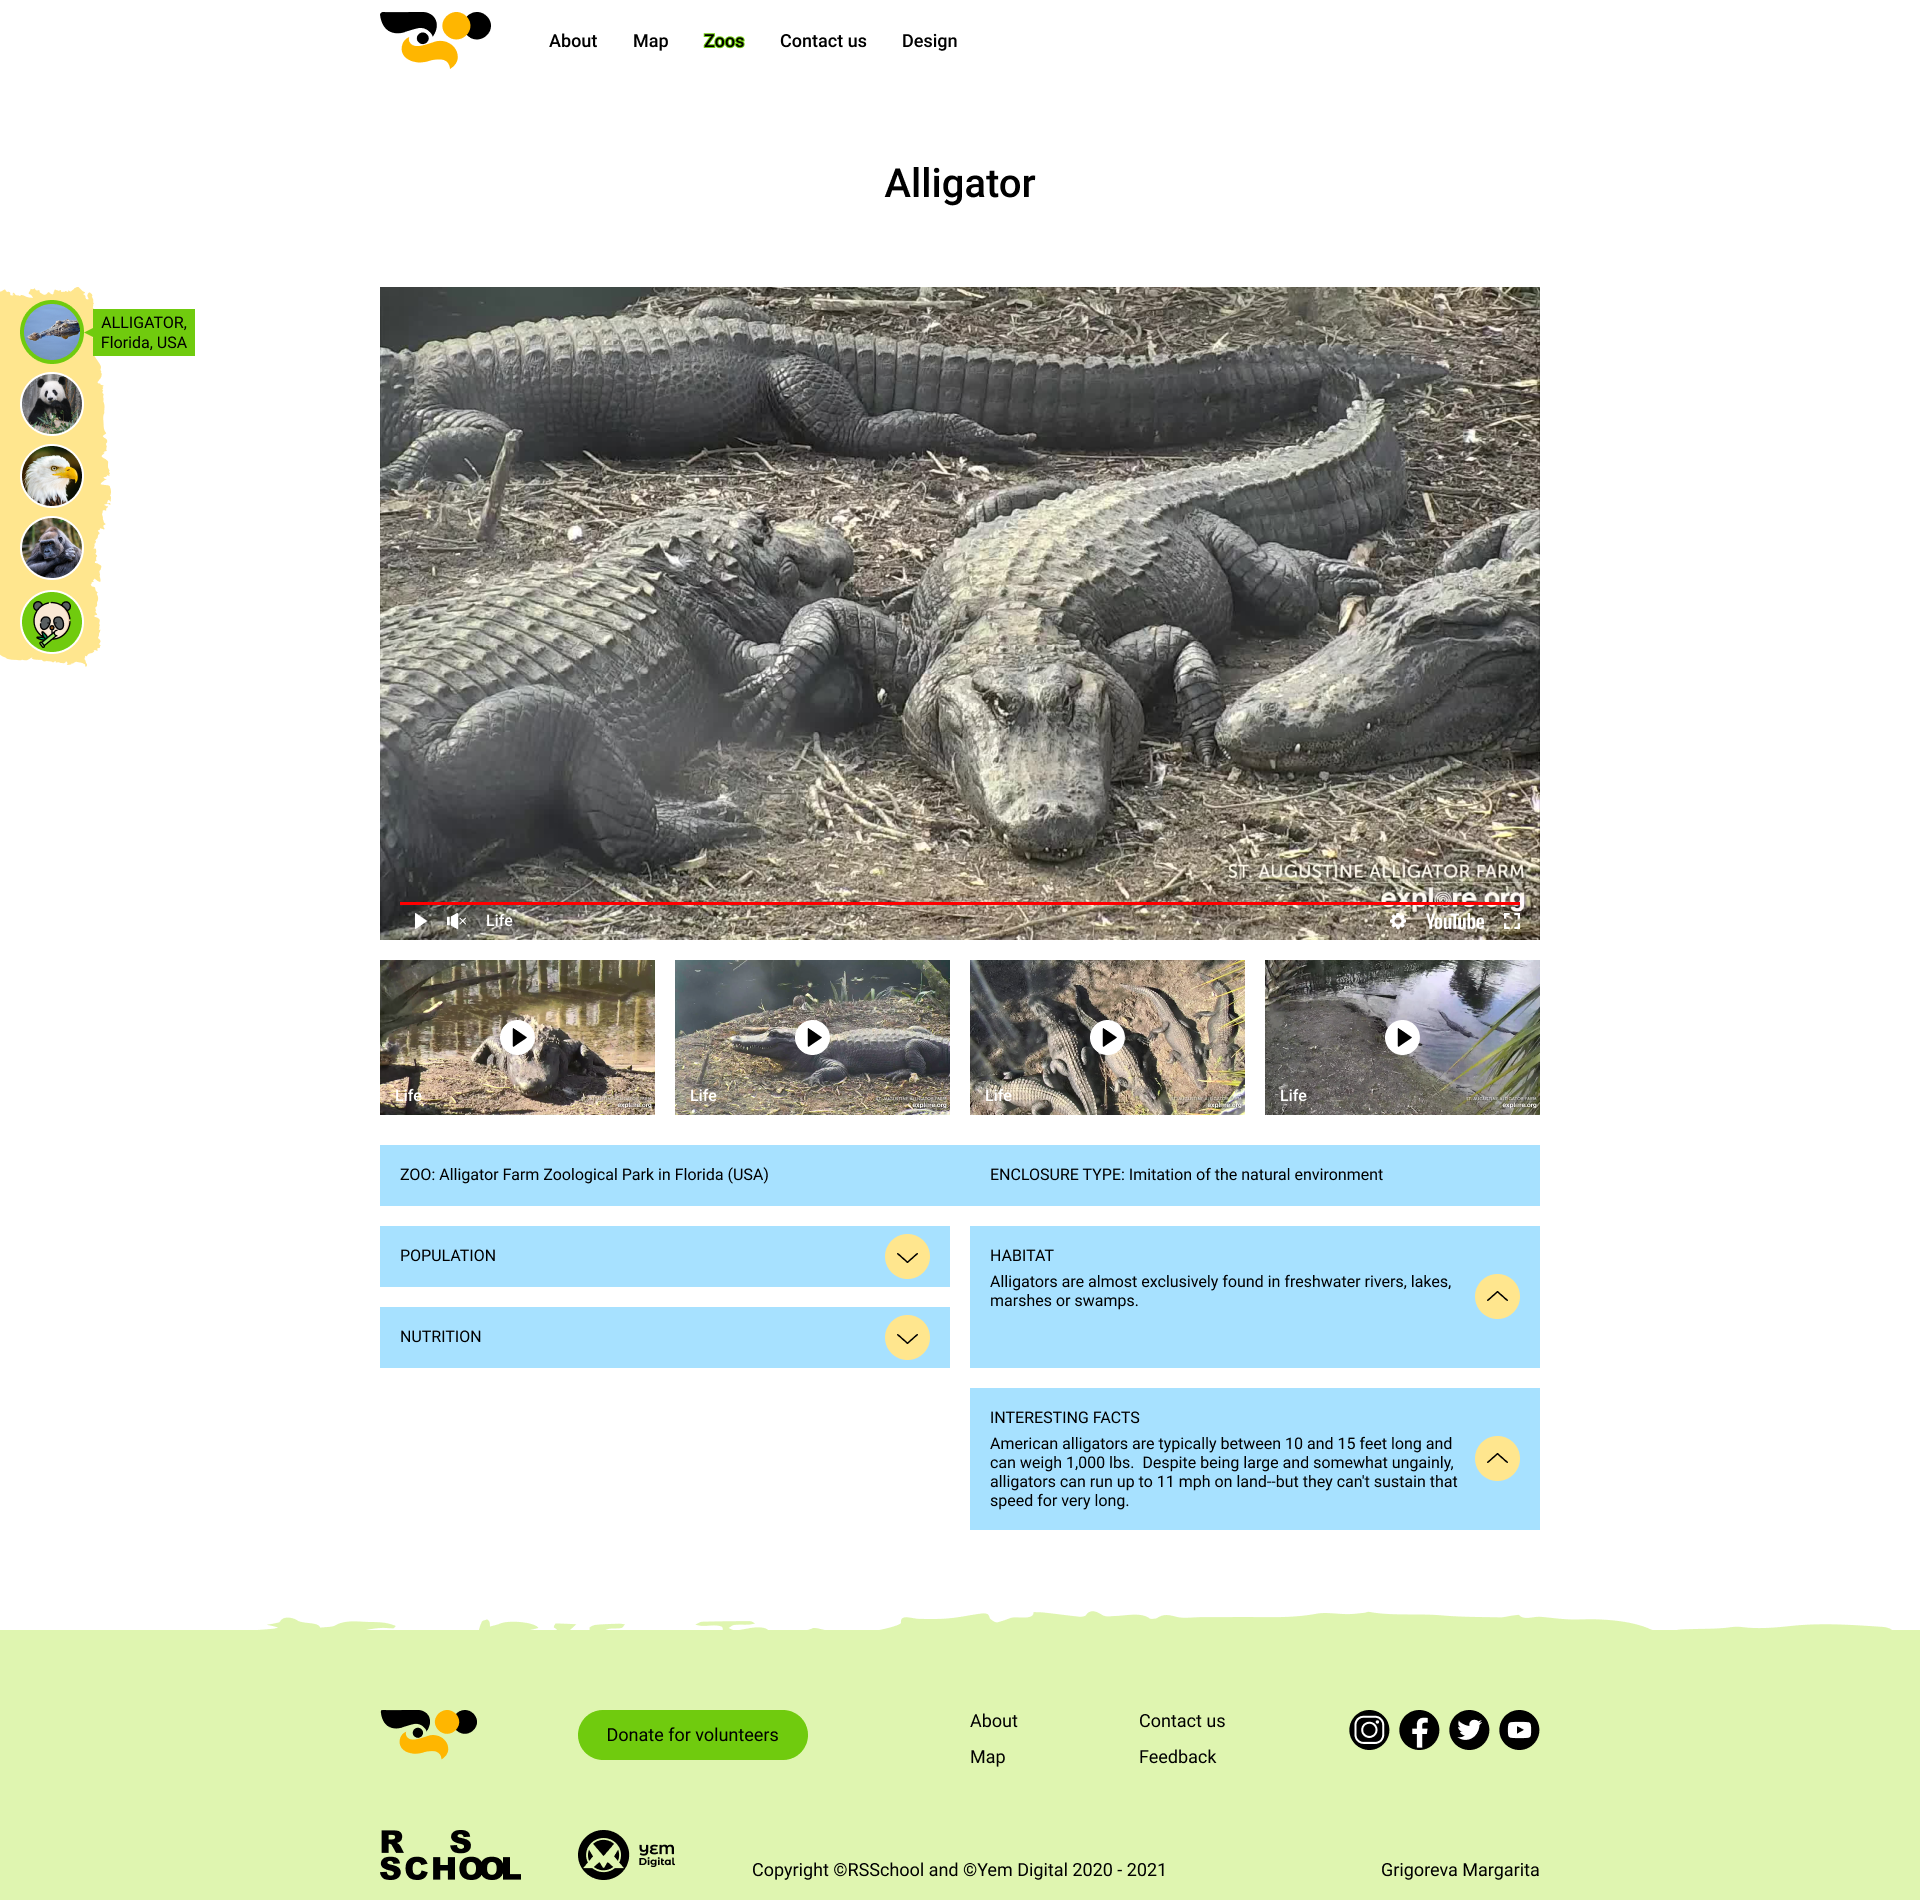 About
Map
Zoos
Contact us
Design
Alligator
ALLIGATOR,
Florida, USA
ST. AUGUSTINE ALLIGATOR FARM
explore.org
Life
YouTube
Life
Life
Life
Life
ZOO: Alligator Farm Zoological Park in Florida (USA)
ENCLOSURE TYPE: Imitation of the natural environment
POPULATION
NUTRITION
HABITAT
Alligators are almost exclusively found in freshwater rivers, lakes,
marshes or swamps.
INTERESTING FACTS
American alligators are typically between 10 and 15 feet long and
can weigh 1,000 lbs.  Despite being large and somewhat ungainly,
alligators can run up to 11 mph on land--but they can't sustain that
speed for very long.
Donate for volunteers
About
Map
Contact us
Feedback
RS
SCHOOL
yem
Digital
Copyright ©RSSchool and ©Yem Digital 2020 - 2021
Grigoreva Margarita